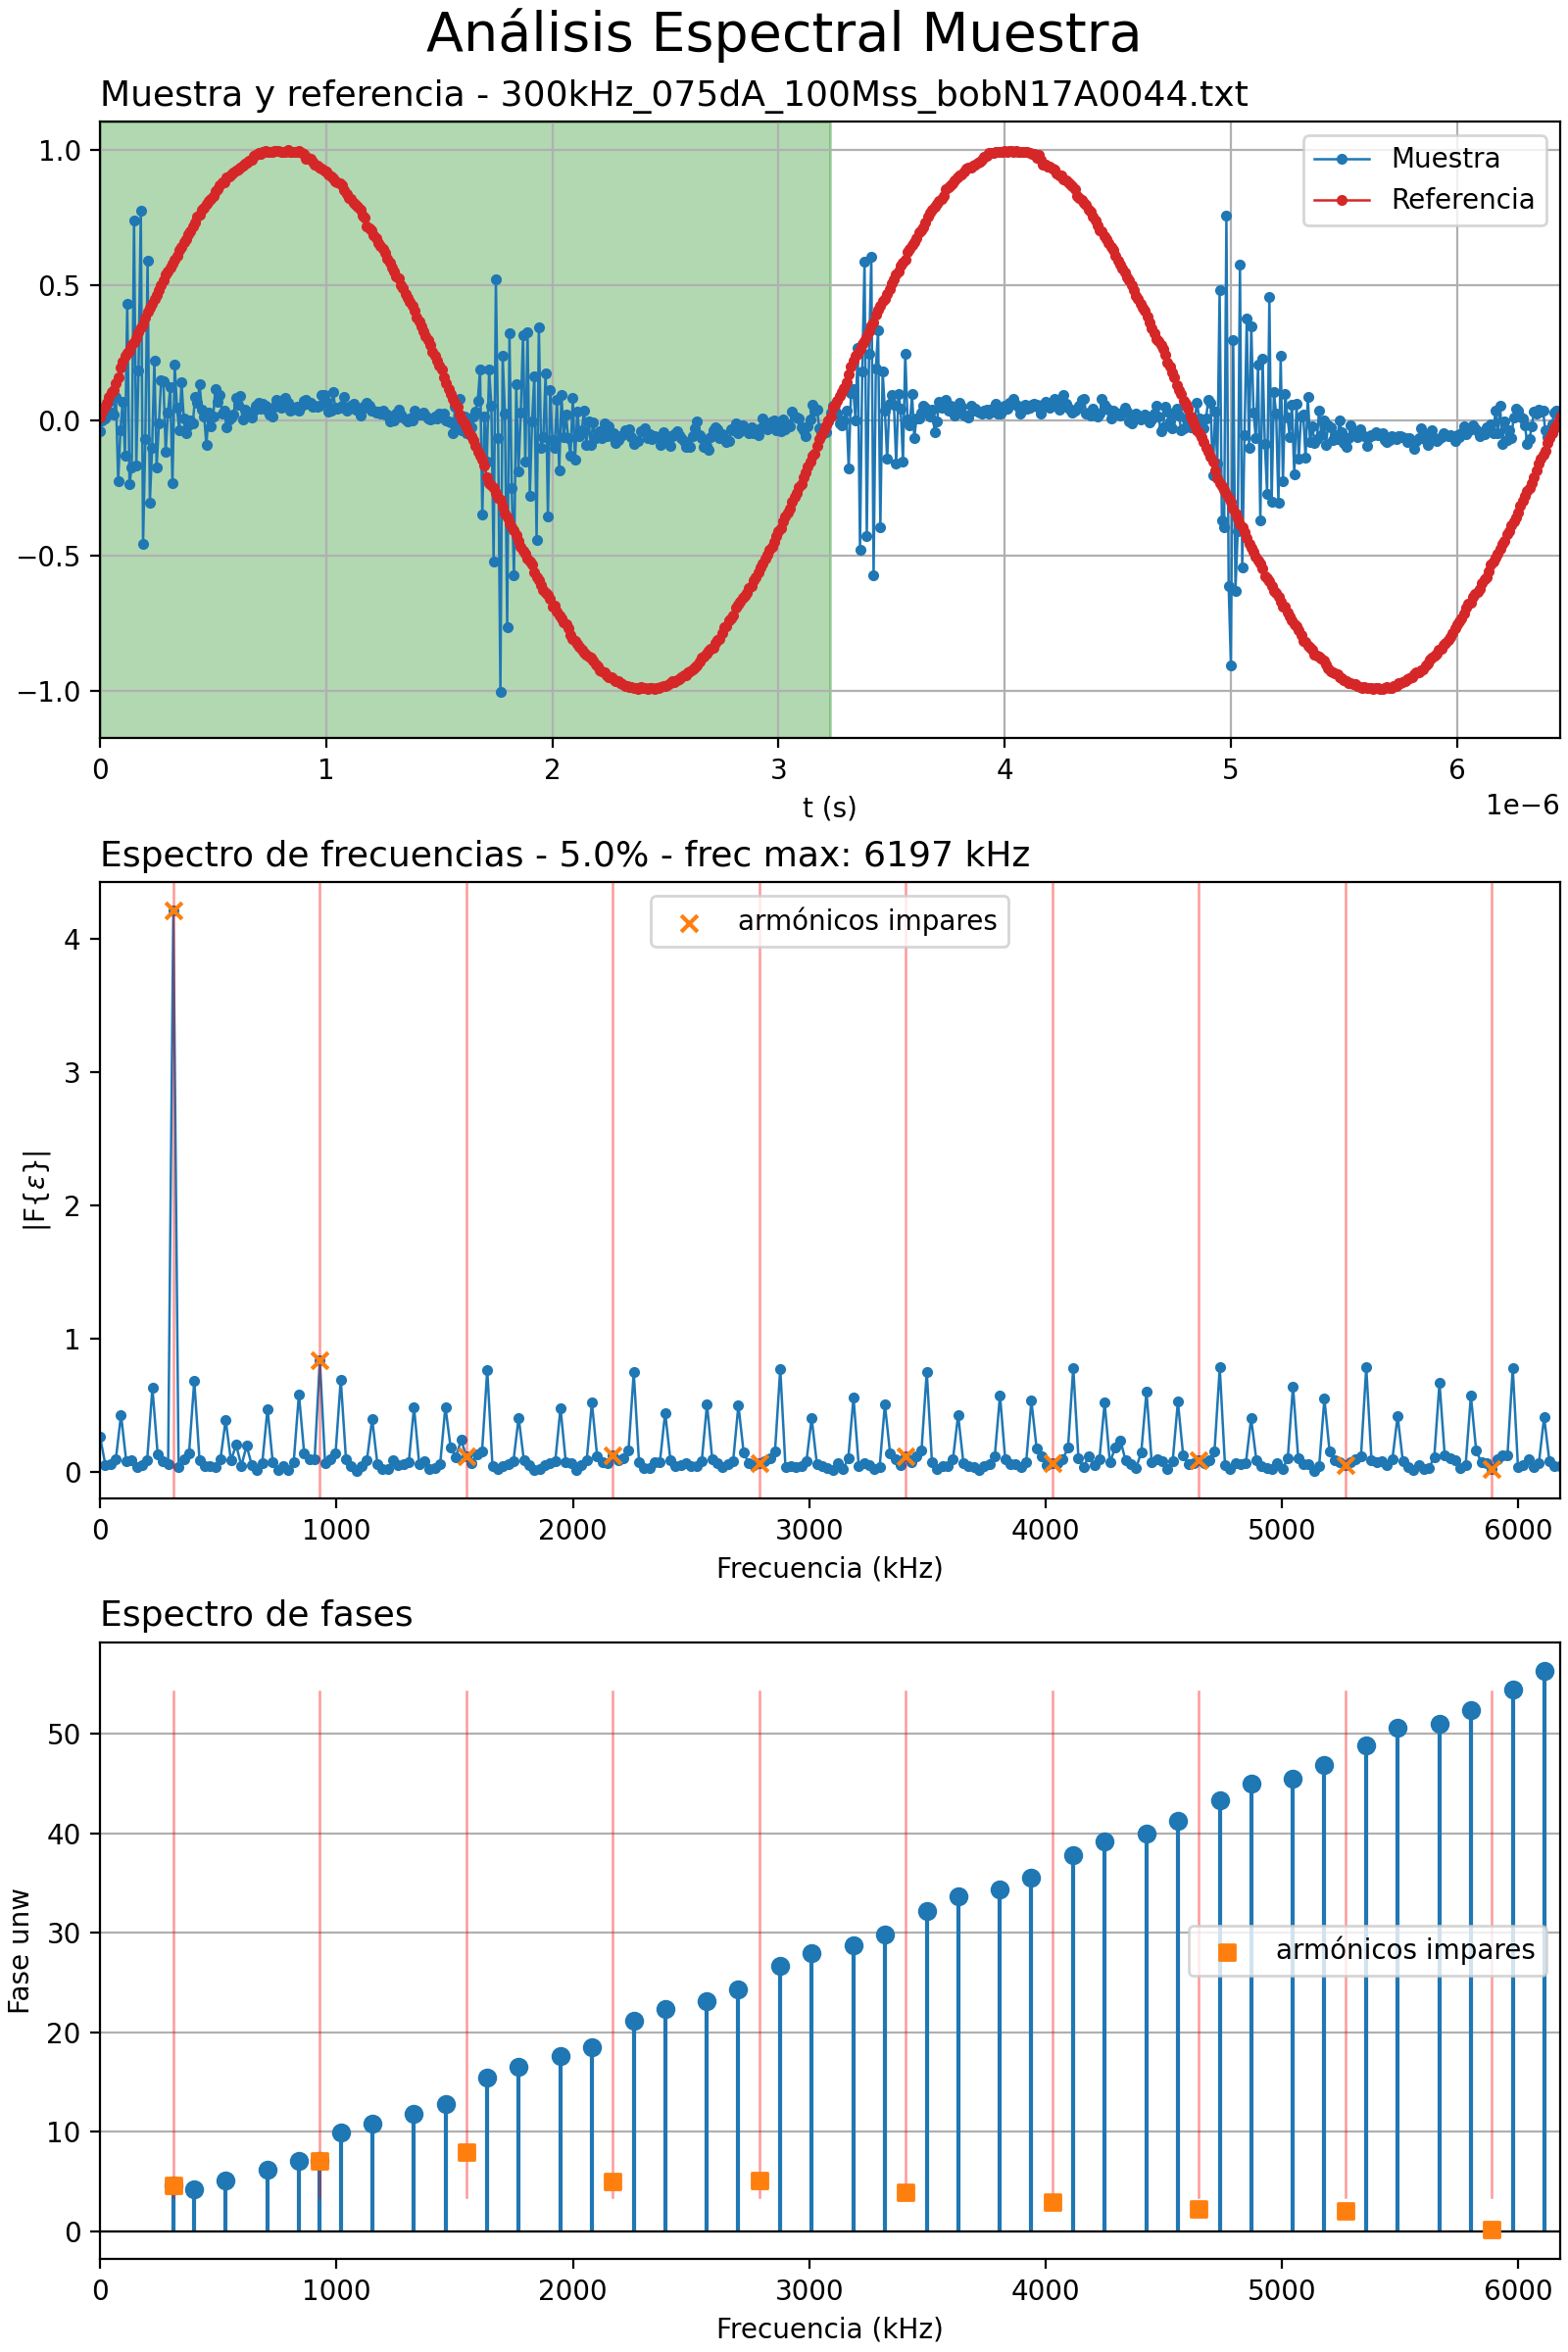 Análisis Espectral Muestra
Muestra y referencia - 300kHz_075dA_100Mss_bobN17A0044.txt
1.0
0.5
0.0
−0.5
−1.0
Muestra
Referencia
0 1 2 3 4 5 6
t (s)
1e−6
Espectro de frecuencias - 5.0% - frec max: 6197 kHz
armónicos impares
4
3
2
1
0
|F{ε}|
0 1000 2000 3000 4000 5000 6000
Frecuencia (kHz)
Espectro de fases
50
40
30
20
10
0
Fase unw
armónicos impares
0 1000 2000 3000 4000 5000 6000
Frecuencia (kHz)